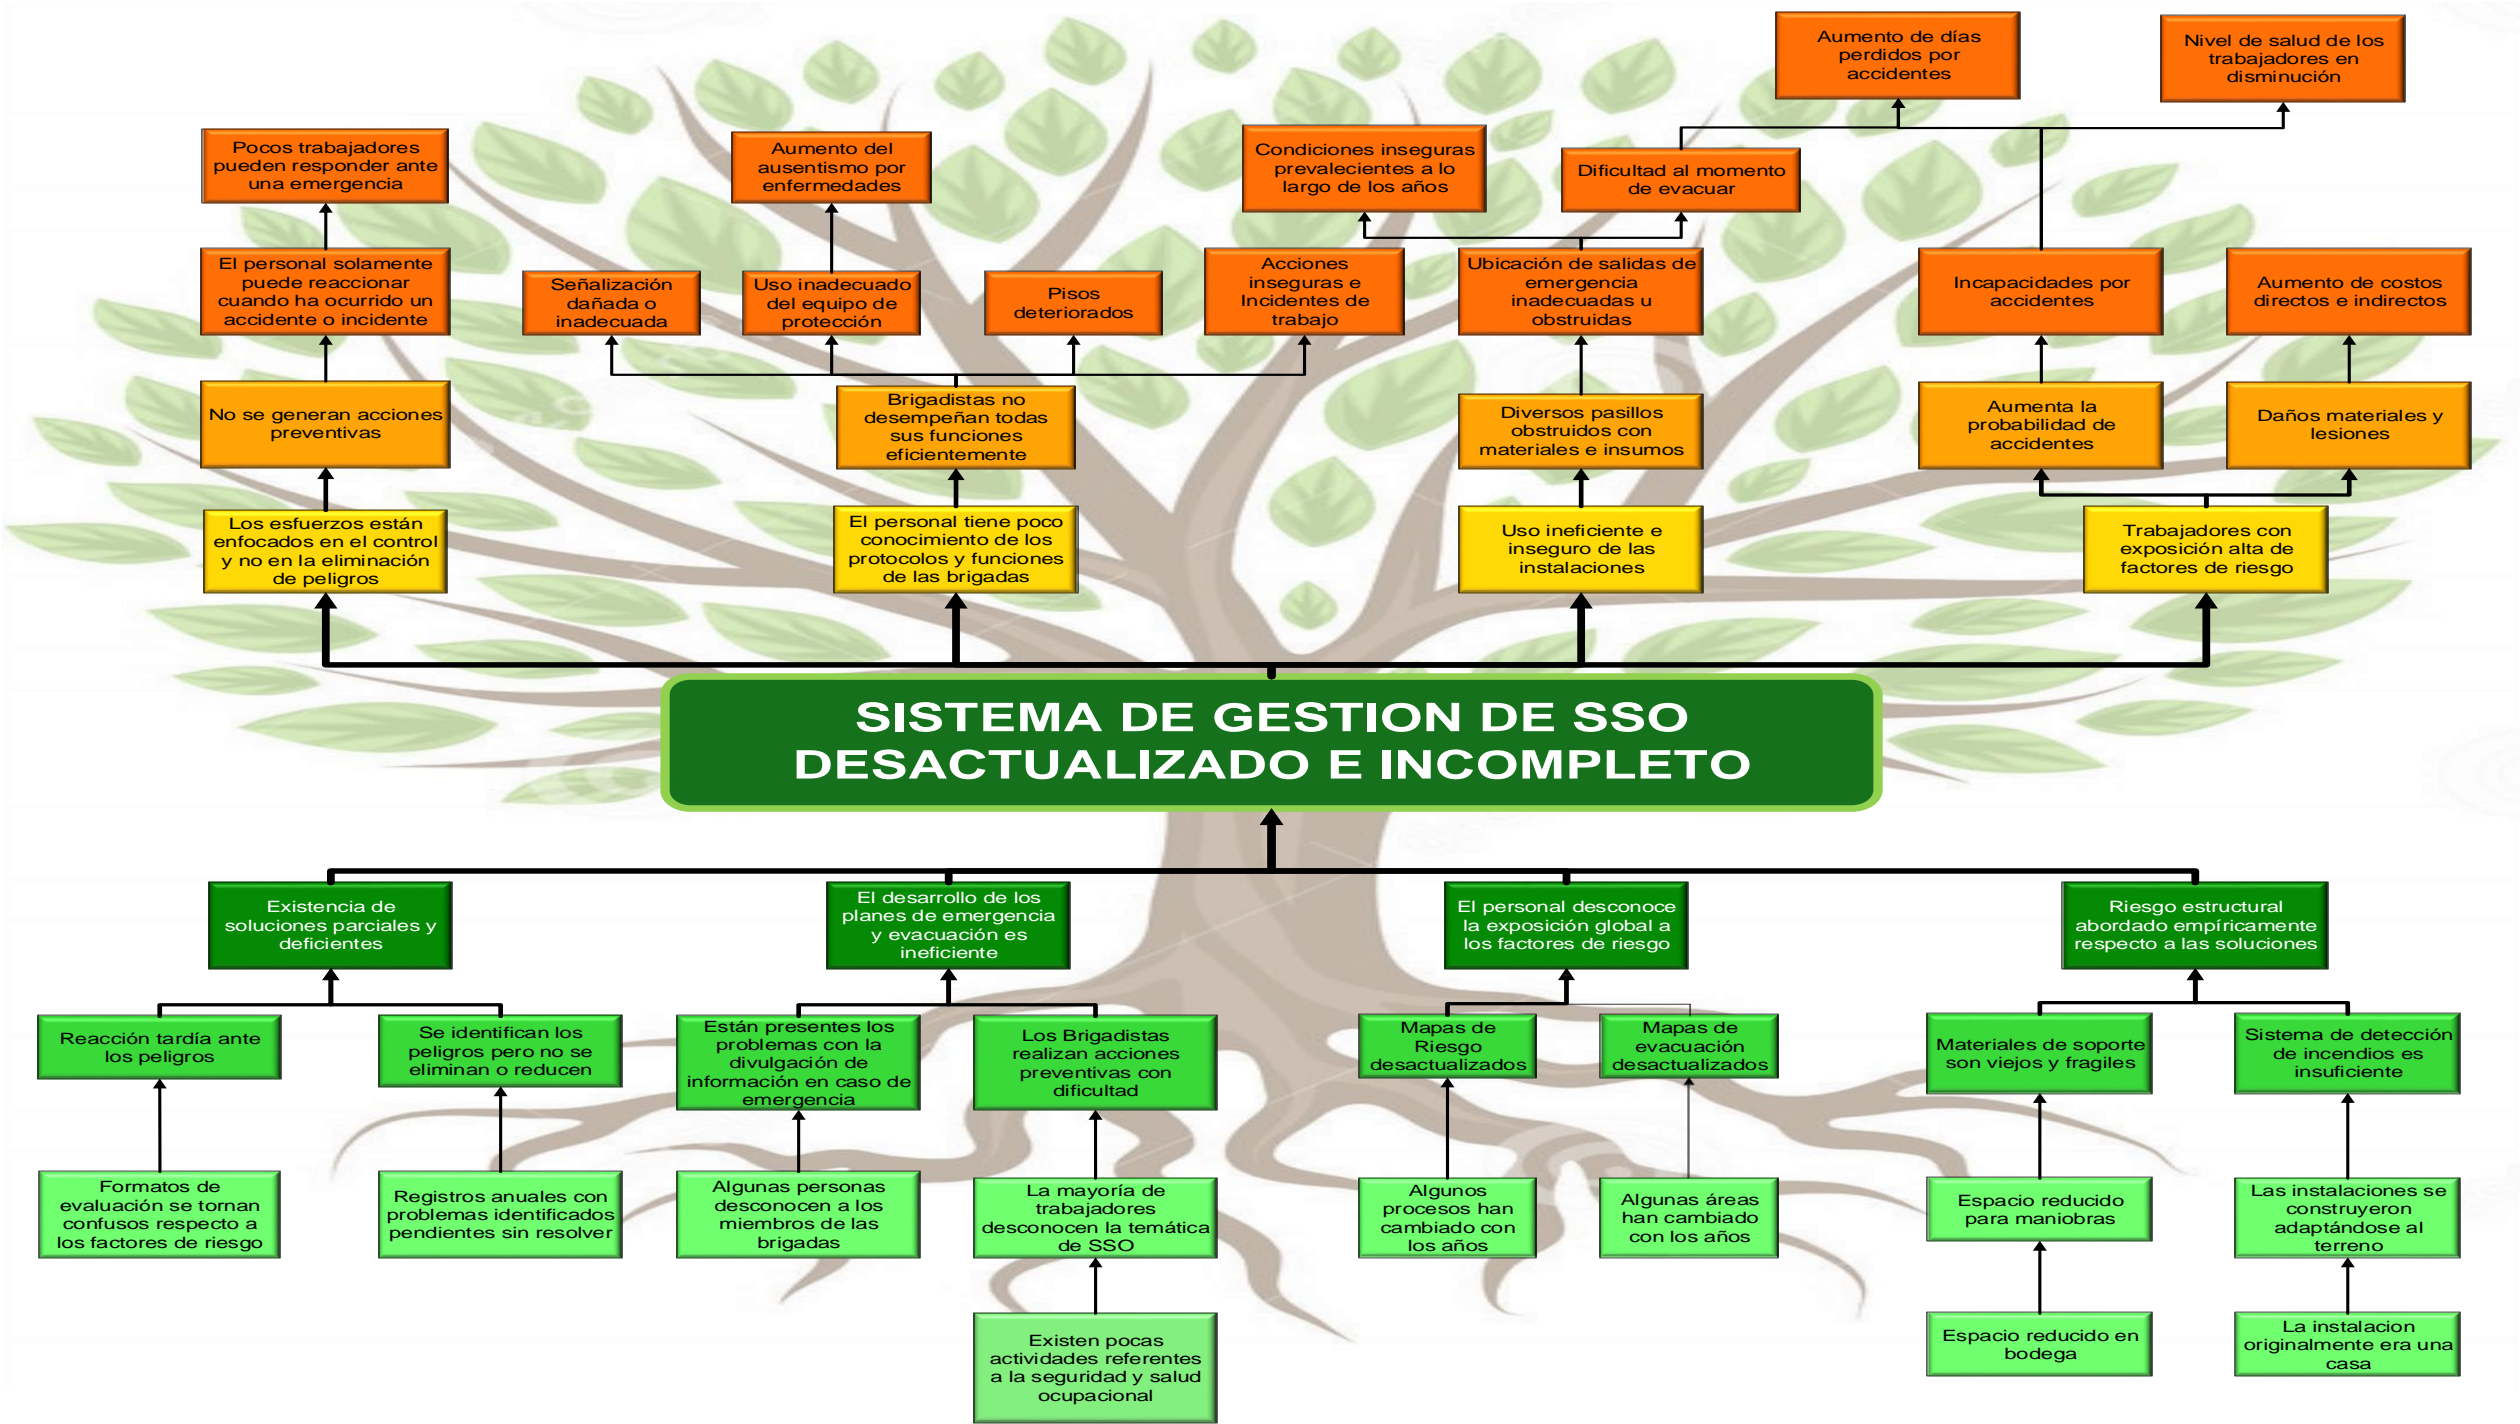 Aumento de días
perdidos por
accidentes
Nivel de salud de los
trabajadores en
disminución
Pocos trabajadores
pueden responder ante
una emergencia
Aumento del
ausentismo por
enfermedades
Condiciones inseguras
prevalecientes a lo
largo de los años
Dificultad al momento
de evacuar
El personal solamente
puede reaccionar
cuando ha ocurrido un
accidente o incidente
Señalización
dañada o
inadecuada
Uso inadecuado
del equipo de
protección
Pisos
deteriorados
Acciones
inseguras e
Incidentes de
trabajo
Ubicación de salidas de
emergencia
inadecuadas u
obstruidas
Incapacidades por
accidentes
Aumento de costos
directos e indirectos
No se generan acciones
preventivas
Brigadistas no
desempeñan todas
sus funciones
eficientemente
Diversos pasillos
obstruidos con
materiales e insumos
Aumenta la
probabilidad de
accidentes
Daños materiales y
lesiones
Los esfuerzos están
enfocados en el control
y no en la eliminación
de peligros
El personal tiene poco
conocimiento de los
protocolos y funciones
de las brigadas
Uso ineficiente e
inseguro de las
instalaciones
Trabajadores con
exposición alta de
factores de riesgo
SISTEMA DE GESTION DE SSO
DESACTUALIZADO E INCOMPLETO
Existencia de
soluciones parciales y
deficientes
El desarrollo de los
planes de emergencia
y evacuación es
ineficiente
El personal desconoce
la exposición global a
los factores de riesgo
Riesgo estructural
abordado empíricamente
respecto a las soluciones
Reacción tardía ante
los peligros
Se identifican los
peligros pero no se
eliminan o reducen
Están presentes los
problemas con la
divulgación de
información en caso de
emergencia
Los Brigadistas
realizan acciones
preventivas con
dificultad
Mapas de
Riesgo
desactualizados
Mapas de
evacuación
desactualizados
Materiales de soporte
son viejos y fragiles
Sistema de detección
de incendios es
insuficiente
Formatos de
evaluación se tornan
confusos respecto a
los factores de riesgo
Registros anuales con
problemas identificados
pendientes sin resolver
Algunas personas
desconocen a los
miembros de las
brigadas
La mayoría de
trabajadores
desconocen la temática
de SSO
Algunos
procesos han
cambiado con
los años
Algunas áreas
han cambiado
con los años
Espacio reducido
para maniobras
Las instalaciones se
construyeron
adaptándose al
terreno
Existen pocas
actividades referentes
a la seguridad y salud
ocupacional
Espacio reducido en
bodega
La instalacion
originalmente era una
casa